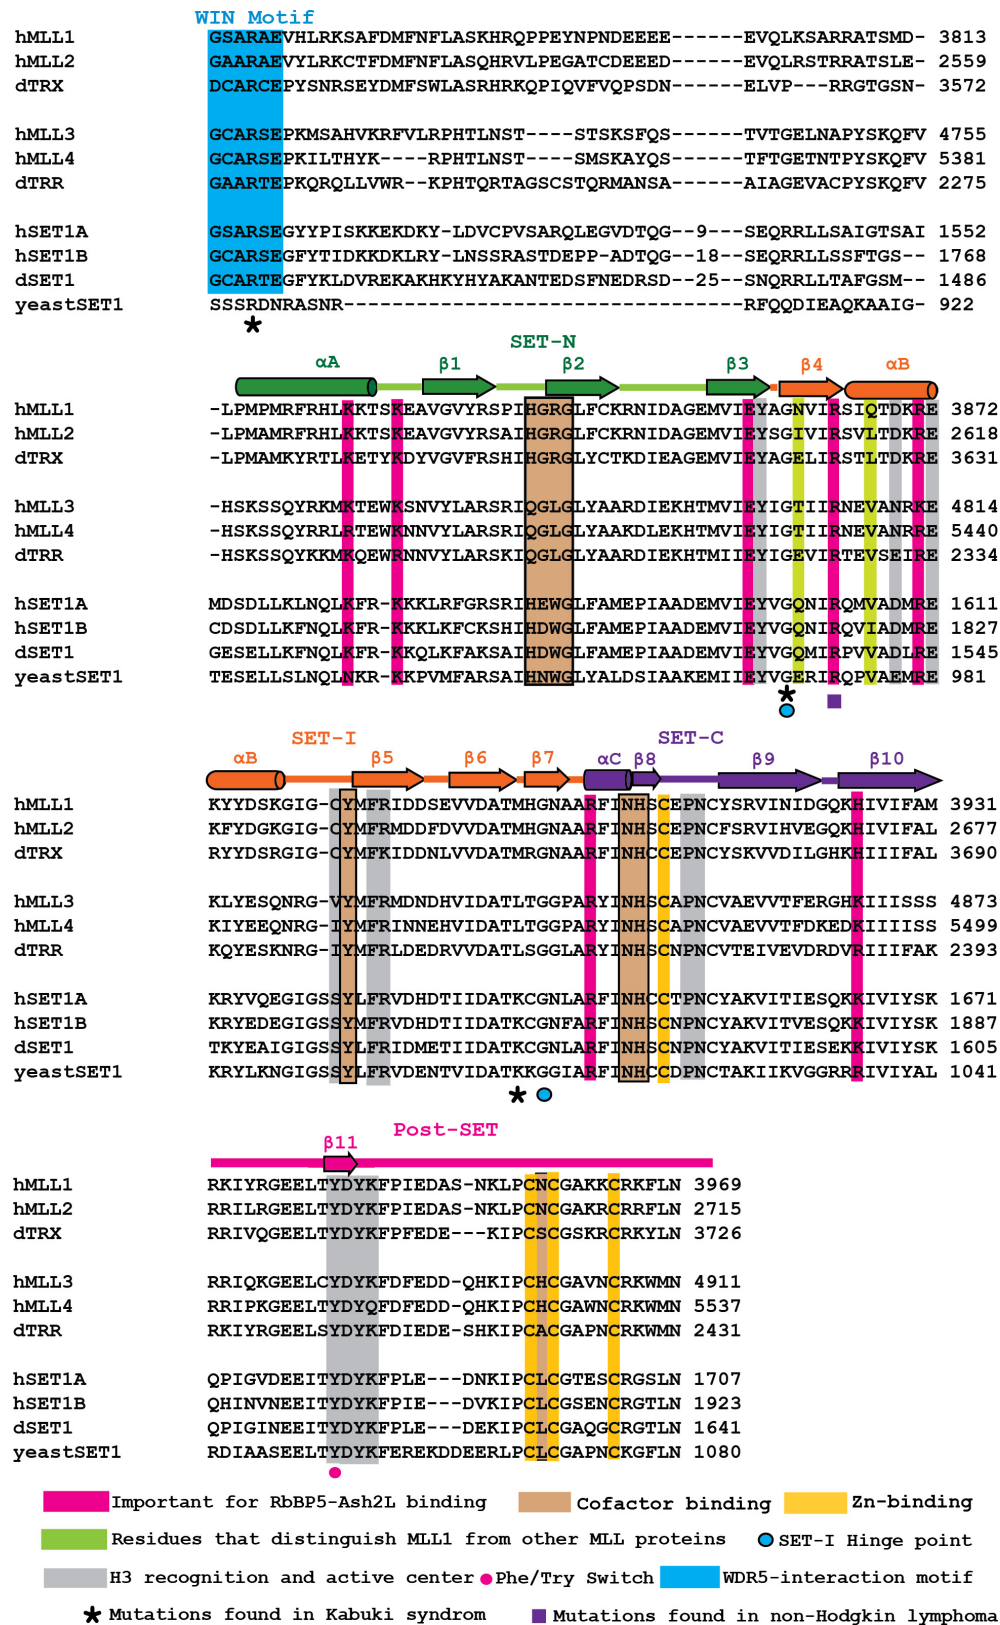 WIN Motif
hMLL1 GSARAEVHLRKSAFDMFNFLASKHRQPPEYNPNDEEEE------EVQLKSARRATSMD- 3813
hMLL2 GAARAEVYLRKCTFDMFNFLASQHRVLPEGATCDEEED------EVQLRSTRRATSLE- 2559
dTRX DCARCEPYSNRSEYDMFSWLASRHRKQPIQVFVQPSDN------ELVP---RRGTGSN- 3572
hMLL3 GCARSEPKMSAHVKRFVLRPHTLNST----STSKSFQS------TVTGELNAPYSKQFV 4755
hMLL4 GCARSEPKILTHYK----RPHTLNST----SMSKAYQS------TFTGETNTPYSKQFV 5381
dTRR GAARTEPKQRQLLVWR--KPHTQRTAGSCSTQRMANSA------AIAGEVACPYSKQFV 2275
hSET1A GSARSEGYYPISKKEKDKY-LDVCPVSARQLEGVDTQG--9---SEQRRLLSAIGTSAI 1552
hSET1B GCARSEGFYTIDKKDKLRY-LNSSRASTDEPP-ADTQG--18---SEQRRLLSSFTGS-- 1768
dSET1 GCARTEGFYKLDVREKAKHKYHYAKANTEDSFNEDRSD--25---SNQRRLLTAFGSM-- 1486
yeastSET1 SSSRDNRASNR--------------------------------RFQQDIEAQKAAIG- 922
SET-N
αA β1 β2 β3 β4 αB
hMLL1 -LPMPMRFRHLKKTSKEAVGVYRSPIHGRGLFCKRNIDAGEMVIEYAGNVIRSIQTDKRE 3872
hMLL2 -LPMAMRFRHLKKTSKEAVGVYRSAIHGRGLFCKRNIDAGEMVIEYSGIVIRSVLTDKRE 2618
dTRX -LPMAMKYRTLKETYKDYVGVFRSHIHGRGLYCTKDIEAGEMVIEYAGELIRSTLTDKRE 3631
hMLL3 -HSKSSQYRKMKTEWKSNVYLARSRIQGLGLYAARDIEKHTMVIEYIGTIIRNEVANRKE 4814
hMLL4 -HSKSSQYRRLRTEWKNNVYLARSRIQGLGLYAAKDLEKHTMVIEYIGTIIRNEVANRRE 5440
dTRR -HSKSSQYKKMKQEWRNNVYLARSKIQGLGLYAARDIEKHTMIIEYIGEVIRTEVSEIRE 2334
hSET1A MDSDLLKLNQLKFR-KKKLRFGRSRIHEWGLFAMEPIAADEMVIEYVGQNIRQMVADMRE 1611
hSET1B CDSDLLKFNQLKFR-KKKLKFCKSHIHDWGLFAMEPIAADEMVIEYVGQNIRQVIADMRE 1827
dSET1 GESELLKFNQLKFR-KKQLKFAKSAIHDWGLFAMEPIAADEMVIEYVGQMIRPVVADLRE 1545
yeastSET1 TESELLSLNQLNKR-KKPVMFARSAIHNWGLYALDSIAAKEMIIEYVGERIRQPVAEMRE 981
SET-I SET-C
αB β5 β6 β7 αC β8 β9 β10
hMLL1 KYYDSKGIG-CYMFRIDDSEVVDATMHGNAARFINHSCEPNCYSRVINIDGQKHIVIFAM 3931
hMLL2 KFYDGKGIG-CYMFRMDDFDVVDATMHGNAARFINHSCEPNCFSRVIHVEGQKHIVIFAL 2677
dTRX RYYDSRGIG-CYMFKIDDNLVVDATMRGNAARFINHCCEPNCYSKVVDILGHKHIIIFAL 3690
hMLL3 KLYESQNRG-VYMFRMDNDHVIDATLTGGPARYINHSCAPNCVAEVVTFERGHKIIISSS 4873
hMLL4 KIYEEQNRG-IYMFRINNEHVIDATLTGGPARYINHSCAPNCVAEVVTFDKEDKIIIISS 5499
dTRR KQYESKNRG-IYMFRLDEDRVVDATLSGGLARYINHSCNPNCVTEIVEVDRDVRIIIFAK 2393
hSET1A KRYVQEGIGSSYLFRVDHDTIIDATKCGNLARFINHCCTPNCYAKVITIESQKKIVIYSK 1671
hSET1B KRYEDEGIGSSYMFRVDHDTIIDATKCGNFARFINHSCNPNCYAKVITVESQKKIVIYSK 1887
dSET1 TKYEAIGIGSSYLFRIDMETIIDATKCGNLARFINHSCNPNCYAKVITIESEKKIVIYSK 1605
yeastSET1 KRYLKNGIGSSYLFRVDENTVIDATKKGGIARFINHCCDPNCTAKIIKVGGRRRIVIYAL 1041
Post-SET
β11
hMLL1 RKIYRGEELTYDYKFPIEDAS-NKLPCNCGAKKCRKFLN 3969
hMLL2 RRILRGEELTYDYKFPIEDAS-NKLPCNCGAKRCRRFLN 2715
dTRX RRIVQGEELTYDYKFPFEDE---KIPCSCGSKRCRKYLN 3726
hMLL3 RRIQKGEELCYDYKFDFEDD-QHKIPCHCGAVNCRKWMN 4911
hMLL4 RRIPKGEELTYDYQFDFEDD-QHKIPCHCGAWNCRKWMN 5537
dTRR RKIYRGEELSYDYKFDIEDE-SHKIPCACGAPNCRKWMN 2431
hSET1A QPIGVDEEITYDYKFPLE---DNKIPCLCGTESCRGSLN 1707
hSET1B QHINVNEEITYDYKFPIE---DVKIPCLCGSENCRGTLN 1923
dSET1 QPIGINEEITYDYKFPLE---DEKIPCLCGAQGCRGTLN 1641
yeastSET1 RDIAASEELTYDYKFEREKDDEERLPCLCGAPNCKGFLN 1080
Important for RbBP5-Ash2L binding Cofactor binding Zn-binding
Residues that distinguish MLL1 from other MLL proteins SET-I Hinge point
H3 recognition and active center Phe/Try Switch WDR5-interaction motif
Mutations found in Kabuki syndrom Mutations found in non-Hodgkin lymphoma